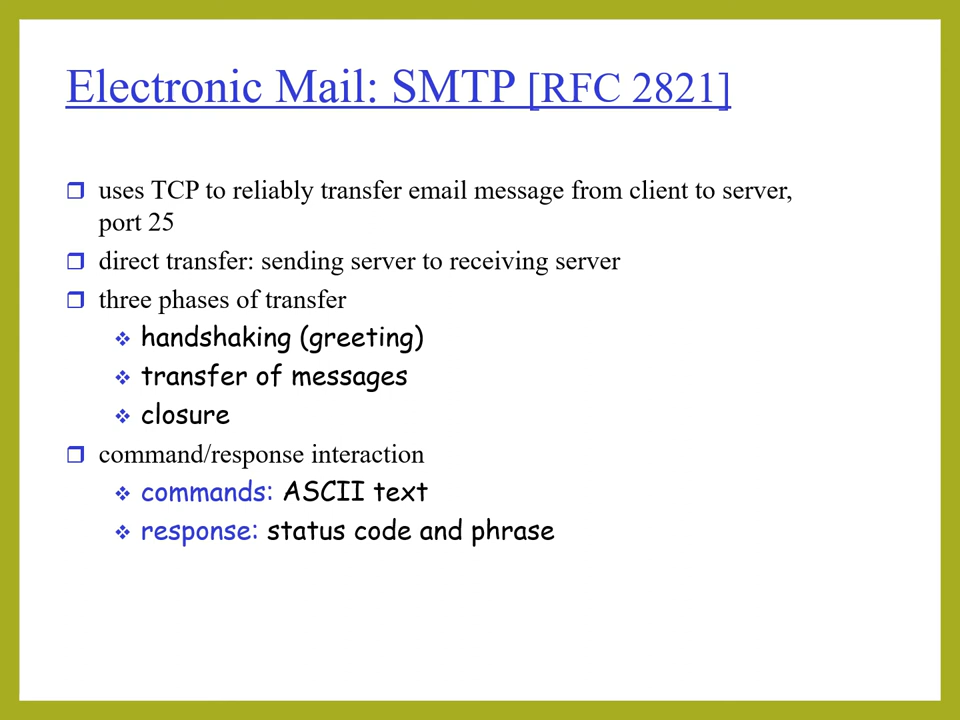 Electronic Mail: SMTP [RFC 2821]
uses TCP to reliably transfer email message from client to server,
port 25
direct transfer: sending server to receiving server
three phases of transfer
handshaking (greeting)
transfer of messages
closure
command/response interaction
commands: ASCII text
response: status code and phrase